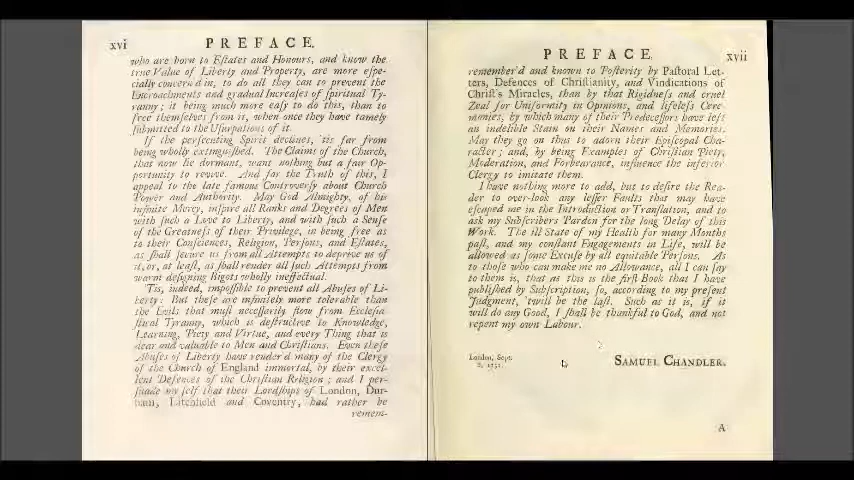 xvi
PREFACE.
who are born to Eſtates and Honours, and know the
true Value of Liberty and Property, are more eſpe-
cially concern'd in, to do all they can to prevent the
Encroachments and gradual Increaſes of ſpiritual Ty-
ranny; it being much more eaſy to do this, than to
free themſelves from it, when once they have tamely
ſubmitted to the Uſurpations of it.
If the perſecuting Spirit declines, 'tis far from
being wholly extinguiſhed. The Claims of the Church,
that now lie dormant, want nothing but a fair Op-
portunity to revive. And for the Truth of this, I
appeal to the late famous Controverſy about Church
Power and Authority. May God Almighty, of his
infinite Mercy, inſpire all Ranks and Degrees of Men
with ſuch a Love to Liberty, and with ſuch a Senſe
of the Greatneſs of their Privilege, in being free as
to their Conſciences, Religion, Perſons, and Eſtates,
as ſhall ſecure us from all Attempts to deprive us of
it, or, at leaſt, as ſhall render all ſuch Attempts from
warm deſigning Bigots wholly ineffectual.
'Tis, indeed, impoſſible to prevent all Abuſes of Li-
berty: But theſe are infinitely more tolerable than
the Evils that muſt neceſſarily flow from Eccleſia-
ſtical Tyranny, which is deſtructive to Knowledge,
Learning, Piety and Virtue, and every Thing that is
dear and valuable to Men and Chriſtians. Even theſe
Abuſes of Liberty have render'd many of the Clergy
of the Church of England immortal, by their excel-
lent Defences of the Chriſtian Religion; and I per-
ſuade my ſelf that their Lordſhips of London, Dur-
ham, Litchfield and Coventry, had rather be
remem-
PREFACE.
xvii
remember'd and known to Poſterity by Paſtoral Let-
ters, Defences of Chriſtianity, and Vindications of
Chriſt's Miracles, than by that Rigidneſs and cruel
Zeal for Uniformity in Opinions, and lifeleſs Cere-
monies, by which many of their Predeceſſors have left
an indelible Stain on their Names and Memories.
May they go on thus to adorn their Epiſcopal Cha-
racter; and, by being Examples of Chriſtian Piety,
Moderation, and Forbearance, influence the inferior
Clergy to imitate them.
I have nothing more to add, but to deſire the Rea-
der to over-look any leſſer Faults that may have
eſcaped me in the Introduction or Tranſlation, and to
ask my Subſcribers Pardon for the long Delay of this
Work. The ill State of my Health for many Months
paſt, and my conſtant Engagements in Life, will be
allowed as ſome Excuſe by all equitable Perſons. As
to thoſe who can make me no Allowance, all I can ſay
to them is, that as this is the firſt Book that I have
publiſhed by Subſcription, ſo, according to my preſent
Judgment, 'twill be the laſt. Such as it is, if it
will do any Good, I ſhall be thankful to God, and not
repent my own Labour.
London, Sept.
8. 1731.
SAMUEL CHANDLER.
A